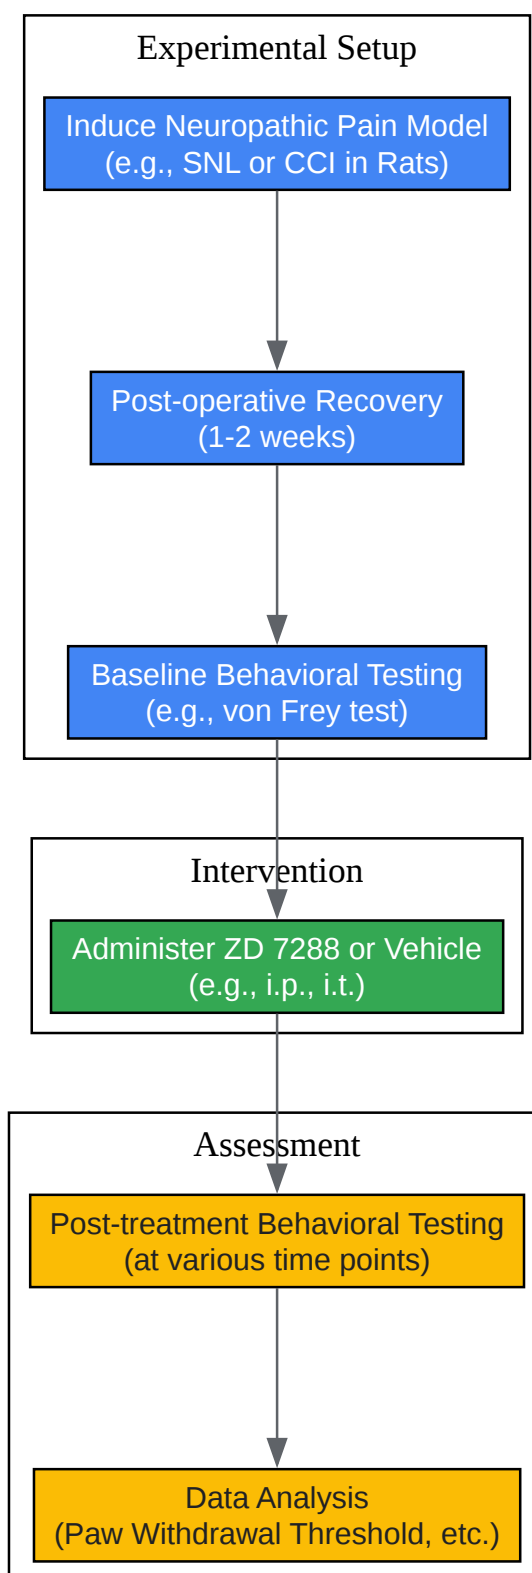 Experimental Setup
Induce Neuropathic Pain Model
(e.g., SNL or CCI in Rats)
Post-operative Recovery
(1-2 weeks)
Baseline Behavioral Testing
(e.g., von Frey test)
Intervention
Administer ZD 7288 or Vehicle
(e.g., i.p., i.t.)
Assessment
Post-treatment Behavioral Testing
(at various time points)
Data Analysis
(Paw Withdrawal Threshold, etc.)